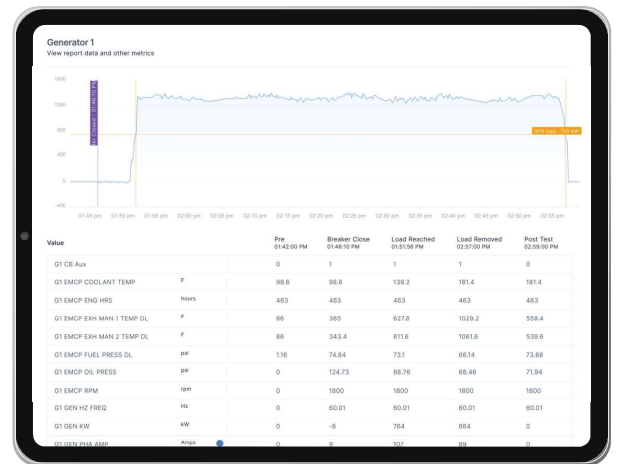 Generator 1
View report data and other metrics
1600
1200
800
400
0
-400
G1 Closed - 01:46:10 PM
30% load - 750 KW
01:45 pm 01:50 pm 01:55 pm 02:00 pm 02:05 pm 02:10 pm 02:15 pm 02:20 pm 02:25 pm 02:30 pm 02:35 pm 02:40 pm 02:45 pm 02:50 pm 02:55 pm
Value Pre Breaker Close Load Reached Load Removed Post Test
01:42:00 PM 01:46:10 PM 01:51:56 PM 02:57:00 PM 02:59:00 PM
G1 CB Aux 0 1 1 1 0
G1 EMCP COOLANT TEMP F 98.6 98.6 138.2 181.4 181.4
G1 EMCP ENG HRS hours 463 463 463 463 463
G1 EMCP EXH MAN 1 TEMP DL F 86 365 627.8 1029.2 559.4
G1 EMCP EXH MAN 2 TEMP DL F 86 343.4 611.6 1061.6 539.6
G1 EMCP FUEL PRESS DL psi 1.16 74.84 73.1 66.14 73.68
G1 EMCP OIL PRESS psi 0 124.73 88.76 68.46 71.94
G1 EMCP RPM rpm 0 1800 1800 1800 1800
G1 GEN HZ FREQ Hz 0 60.01 60.01 60.01 60.01
G1 GEN KW kW 0 -8 764 664 0
G1 GEN PHA AMP Amps 0 9 107 89 0